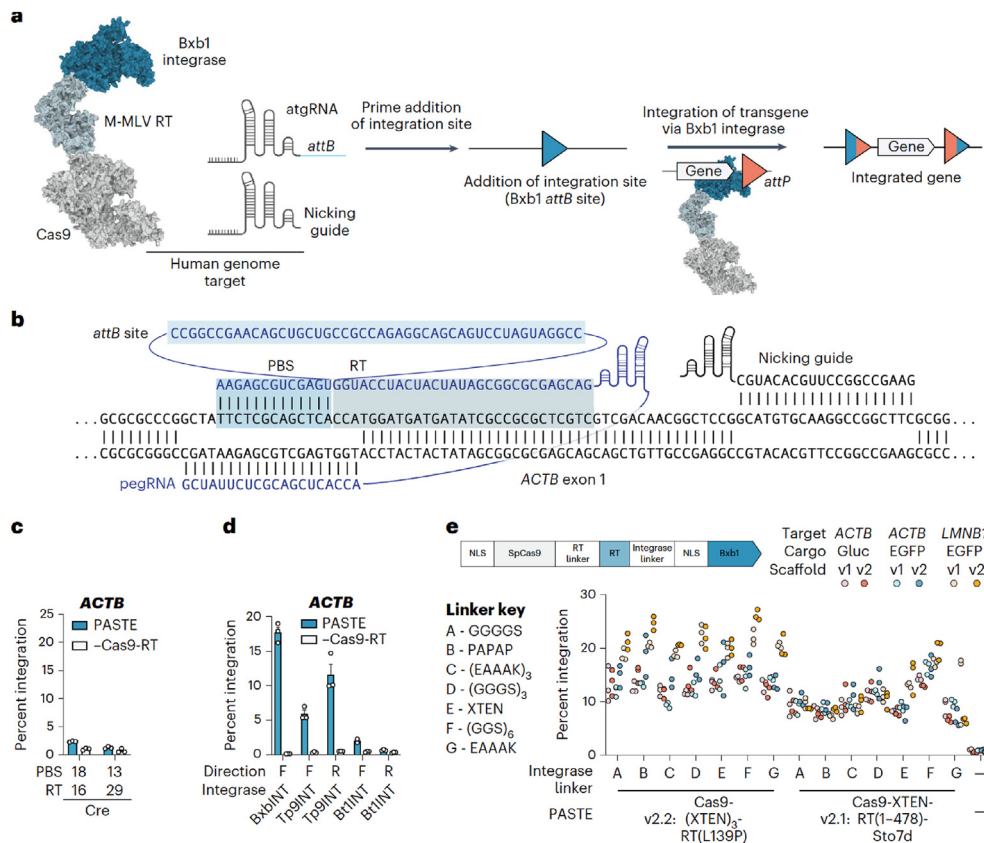 a
Bxb1
integrase
M-MLV RT
Cas9
atgRNA
attB
Nicking
guide
Human genome
target
Prime addition
of integration site
Addition of integration site
(Bxb1 attB site)
Integration of transgene
via Bxb1 integrase
Gene
attP
Gene
Integrated gene
b
attB site
CCGGCCGAACAGCUGCUGCCGCCAGAGGCAGCAGUCCUAGUAGGCC
PBS RT
AAGAGCGUCGAGUGGUACCUACUACUAUAGCGGCGCGAGCAG
Nicking guide
CGUACACGUUCCGGCCGAAG
...GCGCGCCCGGCTATTCTCGCAGCTCACCATGGATGATGATATCGCCGCGCTCGTCGTCGACAACGGCTCCGGCATGTGCAAGGCCGGCTTCGCGG...
...CGCGCGGGCCGATAAGAGCGTCGAGTGGTACCTACTACTATAGCGGCGCGAGCAGCAGCTGTTGCCGAGGCCGTACACGTTCCGGCCGAAGCGCC...
pegRNA
GCUAUUCUCGCAGCUCACCA
ACTB exon 1
c
ACTB
PASTE
–Cas9-RT
Percent integration
25
20
15
10
5
0
PBS 18 13
RT 16 29
Cre
d
ACTB
PASTE
–Cas9-RT
Percent integration
20
15
10
5
0
Direction F F R F R
Integrase BxbINT Tp9INT Tp9INT Bt1INT Bt1INT
e
NLS SpCas9 RT linker RT Integrase linker NLS Bxb1
Target ACTB ACTB LMNB1
Cargo Gluc EGFP EGFP
Scaffold v1 v2 v1 v2 v1 v2
Linker key
A - GGGGS
B - PAPAP
C - (EAAAK)3
D - (GGGS)3
E - XTEN
F - (GGS)6
G - EAAAK
Percent integration
30
20
10
0
Integrase linker A B C D E F G A B C D E F G –
PASTE v2.2: Cas9-(XTEN)3-RT(L139P) v2.1: Cas9-XTEN-RT(1–478)-Sto7d –